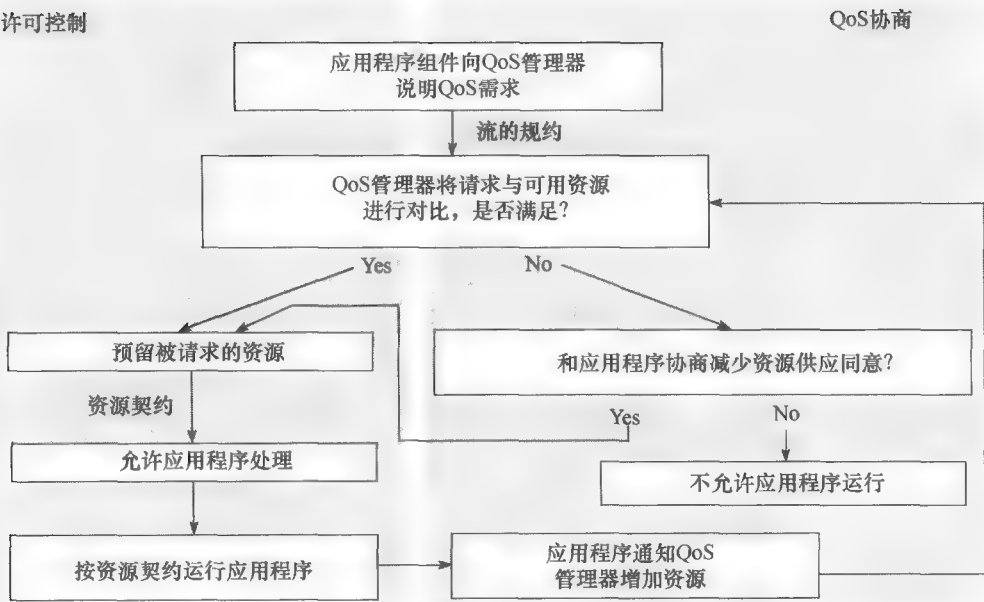 许可控制
QoS协商
应用程序组件向QoS管理器
说明QoS需求
流的规约
QoS管理器将请求与可用资源
进行对比，是否满足？
Yes
No
预留被请求的资源
和应用程序协商减少资源供应同意？
资源契约
Yes
No
允许应用程序处理
不允许应用程序运行
按资源契约运行应用程序
应用程序通知QoS
管理器增加资源